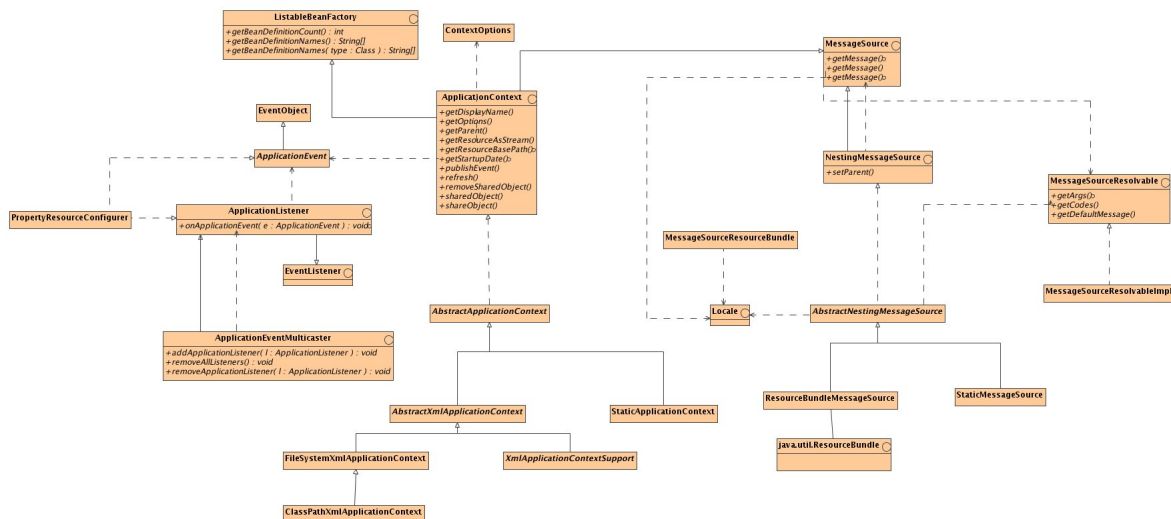 ListableBeanFactory
+getBeanDefinitionCount() : int
+getBeanDefinitionNames() : String[]
+getBeanDefinitionNames( type : Class ) : String[]
ContextOptions
MessageSource
+getMessage()
+getMessage()
+getMessage()
ApplicationContext
+getDisplayName()
+getOptions()
+getParent()
+getResourceAsStream()
+getResourceBasePath()
+getStartupDate()
+publishEvent()
+refresh()
+removeSharedObject()
+sharedObject()
+shareObject()
EventObject
ApplicationEvent
NestingMessageSource
+setParent()
MessageSourceResolvable
+getArgs()
+getCodes()
+getDefaultMessage()
PropertyResourceConfigurer
ApplicationListener
+onApplicationEvent( e : ApplicationEvent ) : void
MessageSourceResourceBundle
EventListener
MessageSourceResolvableImpl
AbstractApplicationContext
Locale
AbstractNestingMessageSource
ApplicationEventMulticaster
+addApplicationListener( l : ApplicationListener ) : void
+removeAllListeners() : void
+removeApplicationListener( l : ApplicationListener ) : void
ResourceBundleMessageSource
StaticMessageSource
AbstractXmlApplicationContext
StaticApplicationContext
java.util.ResourceBundle
FileSystemXmlApplicationContext
XmlApplicationContextSupport
ClassPathXmlApplicationContext